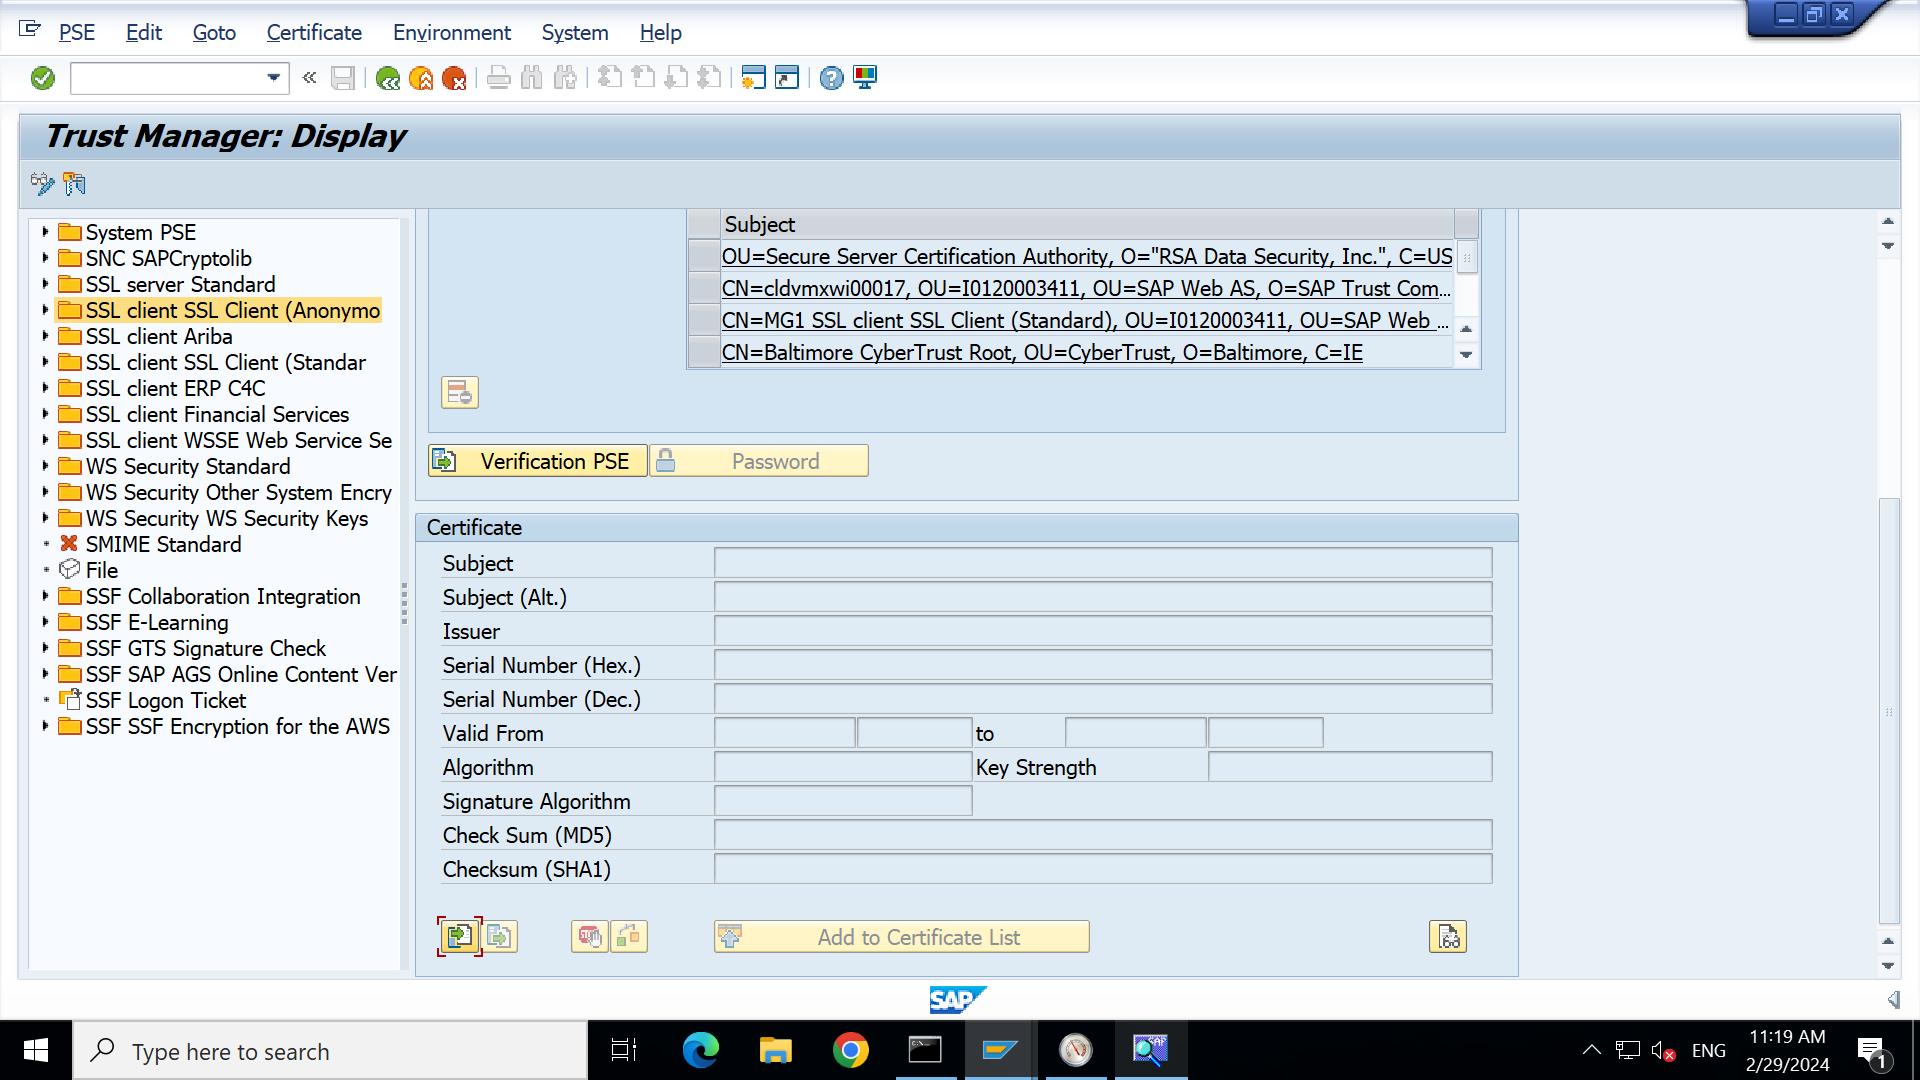 PSE Edit Goto Certificate Environment System Help
Trust Manager: Display
System PSE
SNC SAPCryptolib
SSL server Standard
SSL client SSL Client (Anonymo
SSL client Ariba
SSL client SSL Client (Standar
SSL client ERP C4C
SSL client Financial Services
SSL client WSSE Web Service Se
WS Security Standard
WS Security Other System Encry
WS Security WS Security Keys
SMIME Standard
File
SSF Collaboration Integration
SSF E-Learning
SSF GTS Signature Check
SSF SAP AGS Online Content Ver
SSF Logon Ticket
SSF SSF Encryption for the AWS
Subject
OU=Secure Server Certification Authority, O="RSA Data Security, Inc.", C=US
CN=cldvmxwi00017, OU=I0120003411, OU=SAP Web AS, O=SAP Trust Com...
CN=MG1 SSL client SSL Client (Standard), OU=I0120003411, OU=SAP Web ...
CN=Baltimore CyberTrust Root, OU=CyberTrust, O=Baltimore, C=IE
Verification PSE Password
Certificate
Subject
Subject (Alt.)
Issuer
Serial Number (Hex.)
Serial Number (Dec.)
Valid From to
Algorithm Key Strength
Signature Algorithm
Check Sum (MD5)
Checksum (SHA1)
Add to Certificate List
SAP
Type here to search
ENG
11:19 AM
2/29/2024
1